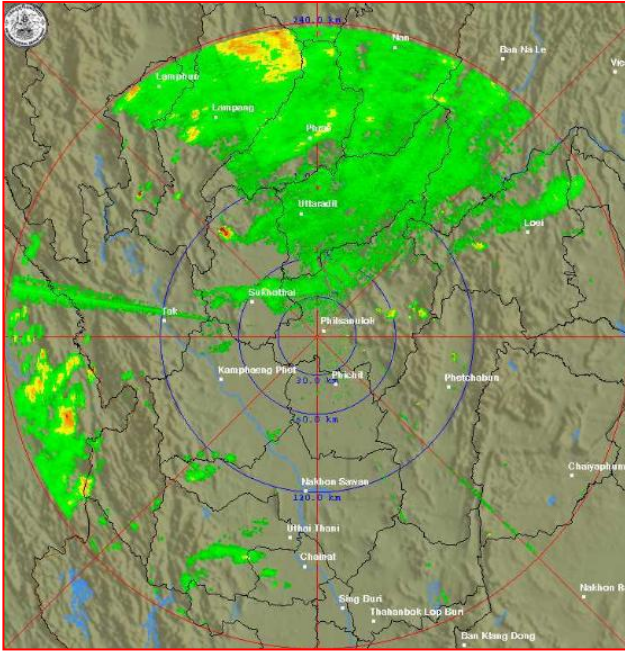 240.0 km
Nan
Ban Na Le
Lamphun
Lampang
Phrae
Uttaradit
Loei
Sukhothai
Tak
Phitsanulok
Kamphaeng Phet
Phichit
30.0 km
Phetchabun
60.0 km
Chaiyaphum
Nakhon Sawan
120.0 km
Uthai Thani
Chainat
Sing Buri
Thahanbok Lop Buri
Ban Klang Dong